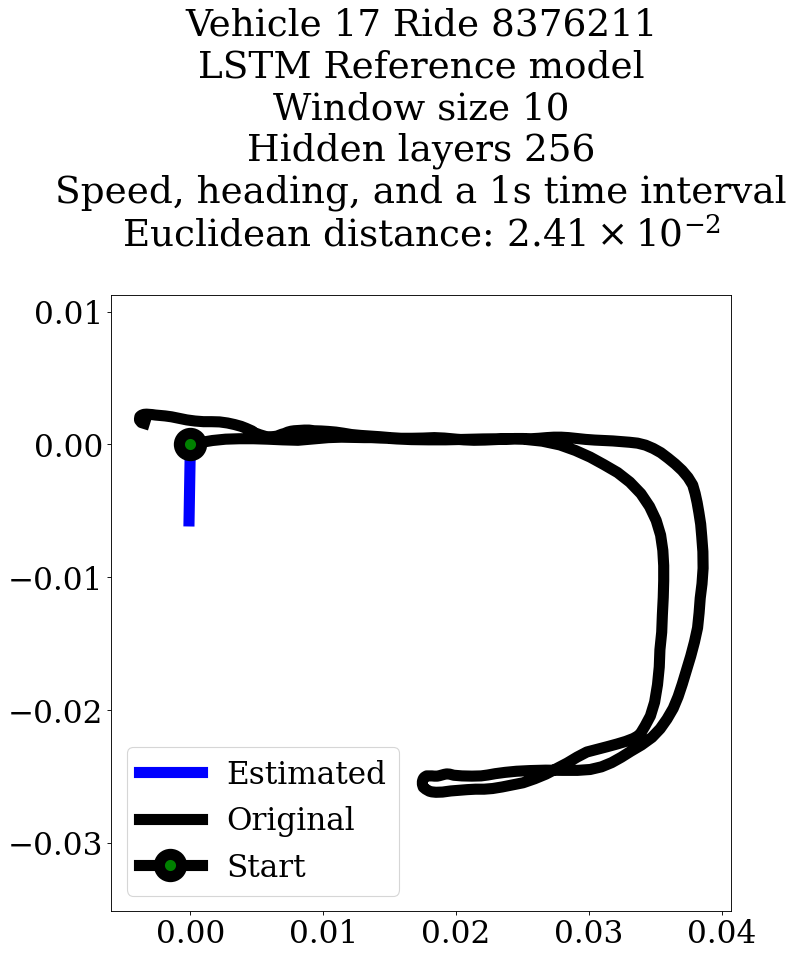 Vehicle 17 Ride 8376211
LSTM Reference model
Window size 10
Hidden layers 256
Speed, heading, and a 1s time interval
Euclidean distance: 2.41 × 10⁻²
0.01
0.00
−0.01
−0.02
−0.03
Estimated
Original
Start
0.00 0.01 0.02 0.03 0.04